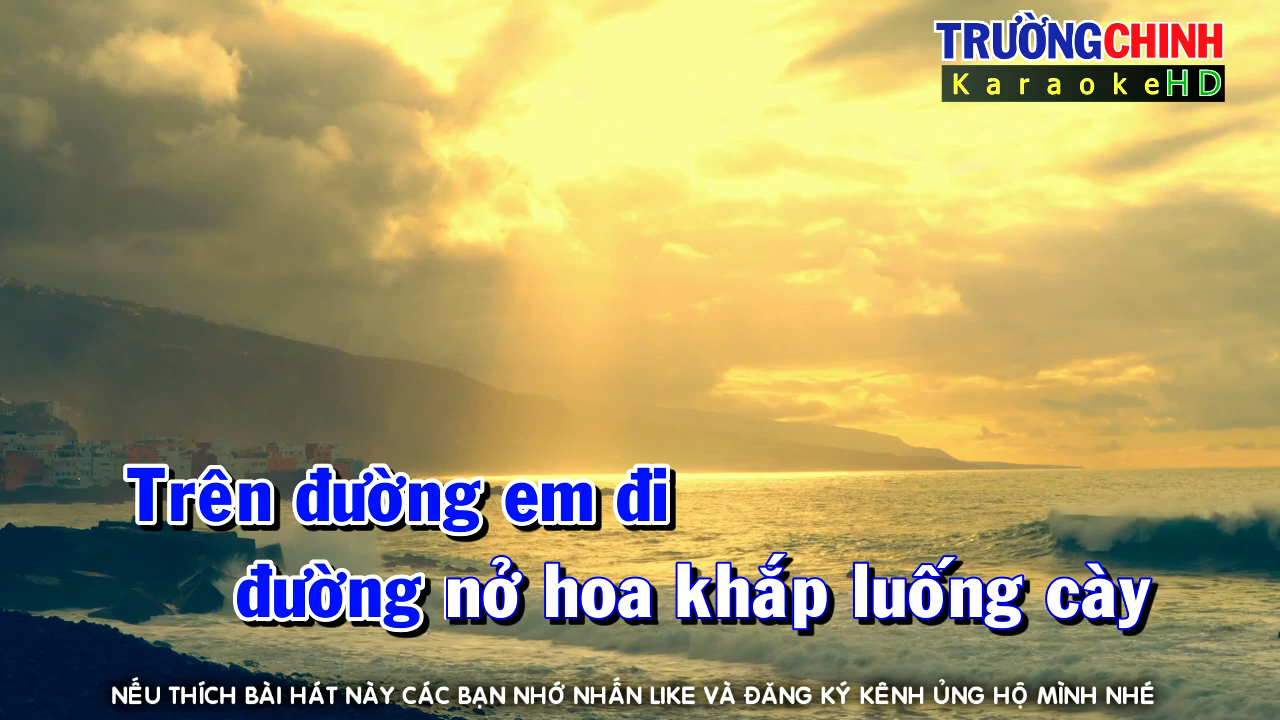 TRƯỜNGCHINH
KaraokeHD
Trên đường em đi
đường nở hoa khắp luống cày
NẾU THÍCH BÀI HÁT NÀY CÁC BẠN NHỚ NHẤN LIKE VÀ ĐĂNG KÝ KÊNH ỦNG HỘ MÌNH NHÉ